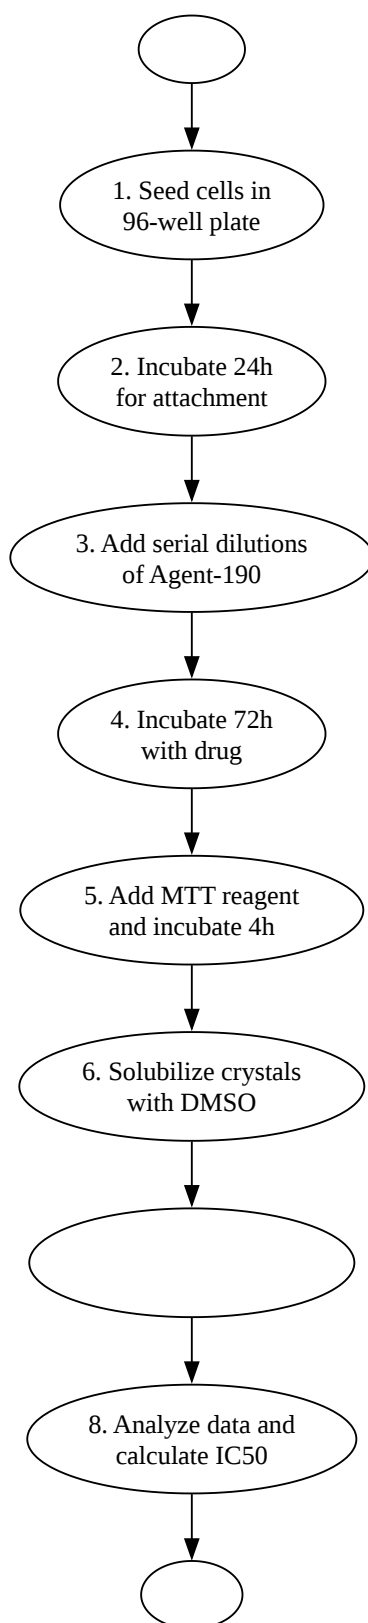 1. Seed cells in
96-well plate
2. Incubate 24h
for attachment
3. Add serial dilutions
of Agent-190
4. Incubate 72h
with drug
5. Add MTT reagent
and incubate 4h
6. Solubilize crystals
with DMSO
8. Analyze data and
calculate IC50